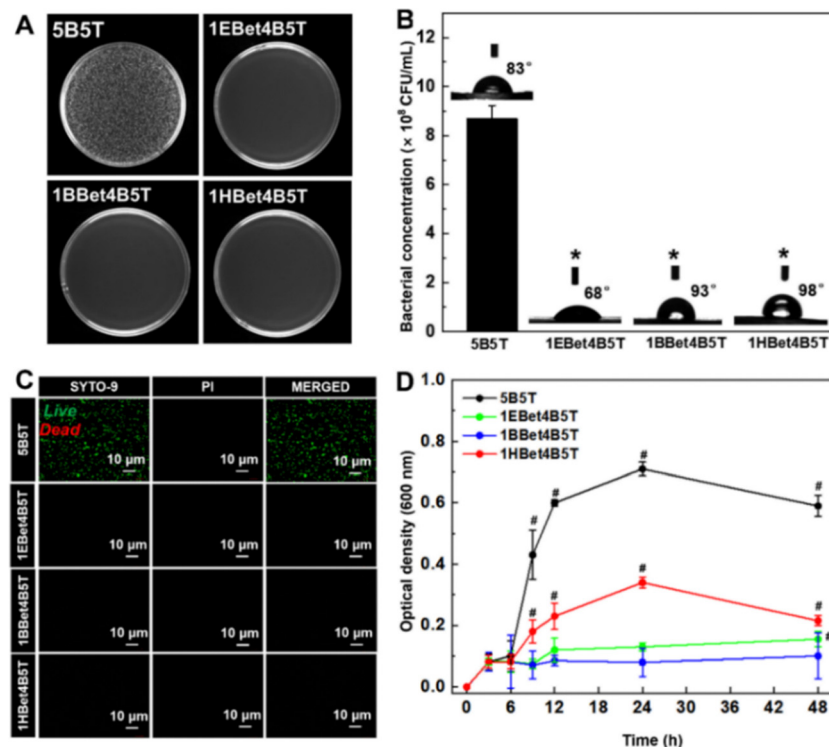 A
5B5T
1EBet4B5T
1BBet4B5T
1HBet4B5T
B
Bacterial concentration (× 10⁸ CFU/mL)
12
10
8
6
4
2
0
83°
* * *
68° 93° 98°
5B5T 1EBet4B5T 1BBet4B5T 1HBet4B5T
C
SYTO-9 PI MERGED
5B5T
Live
Dead
10 μm 10 μm 10 μm
1EBet4B5T
10 μm 10 μm 10 μm
1BBet4B5T
10 μm 10 μm 10 μm
1HBet4B5T
10 μm 10 μm 10 μm
D
Optical density (600 nm)
1.0
0.8
0.6
0.4
0.2
0.0
5B5T
1EBet4B5T
1BBet4B5T
1HBet4B5T
# # # #
# # # #
#
0 6 12 24 36 48
Time (h)